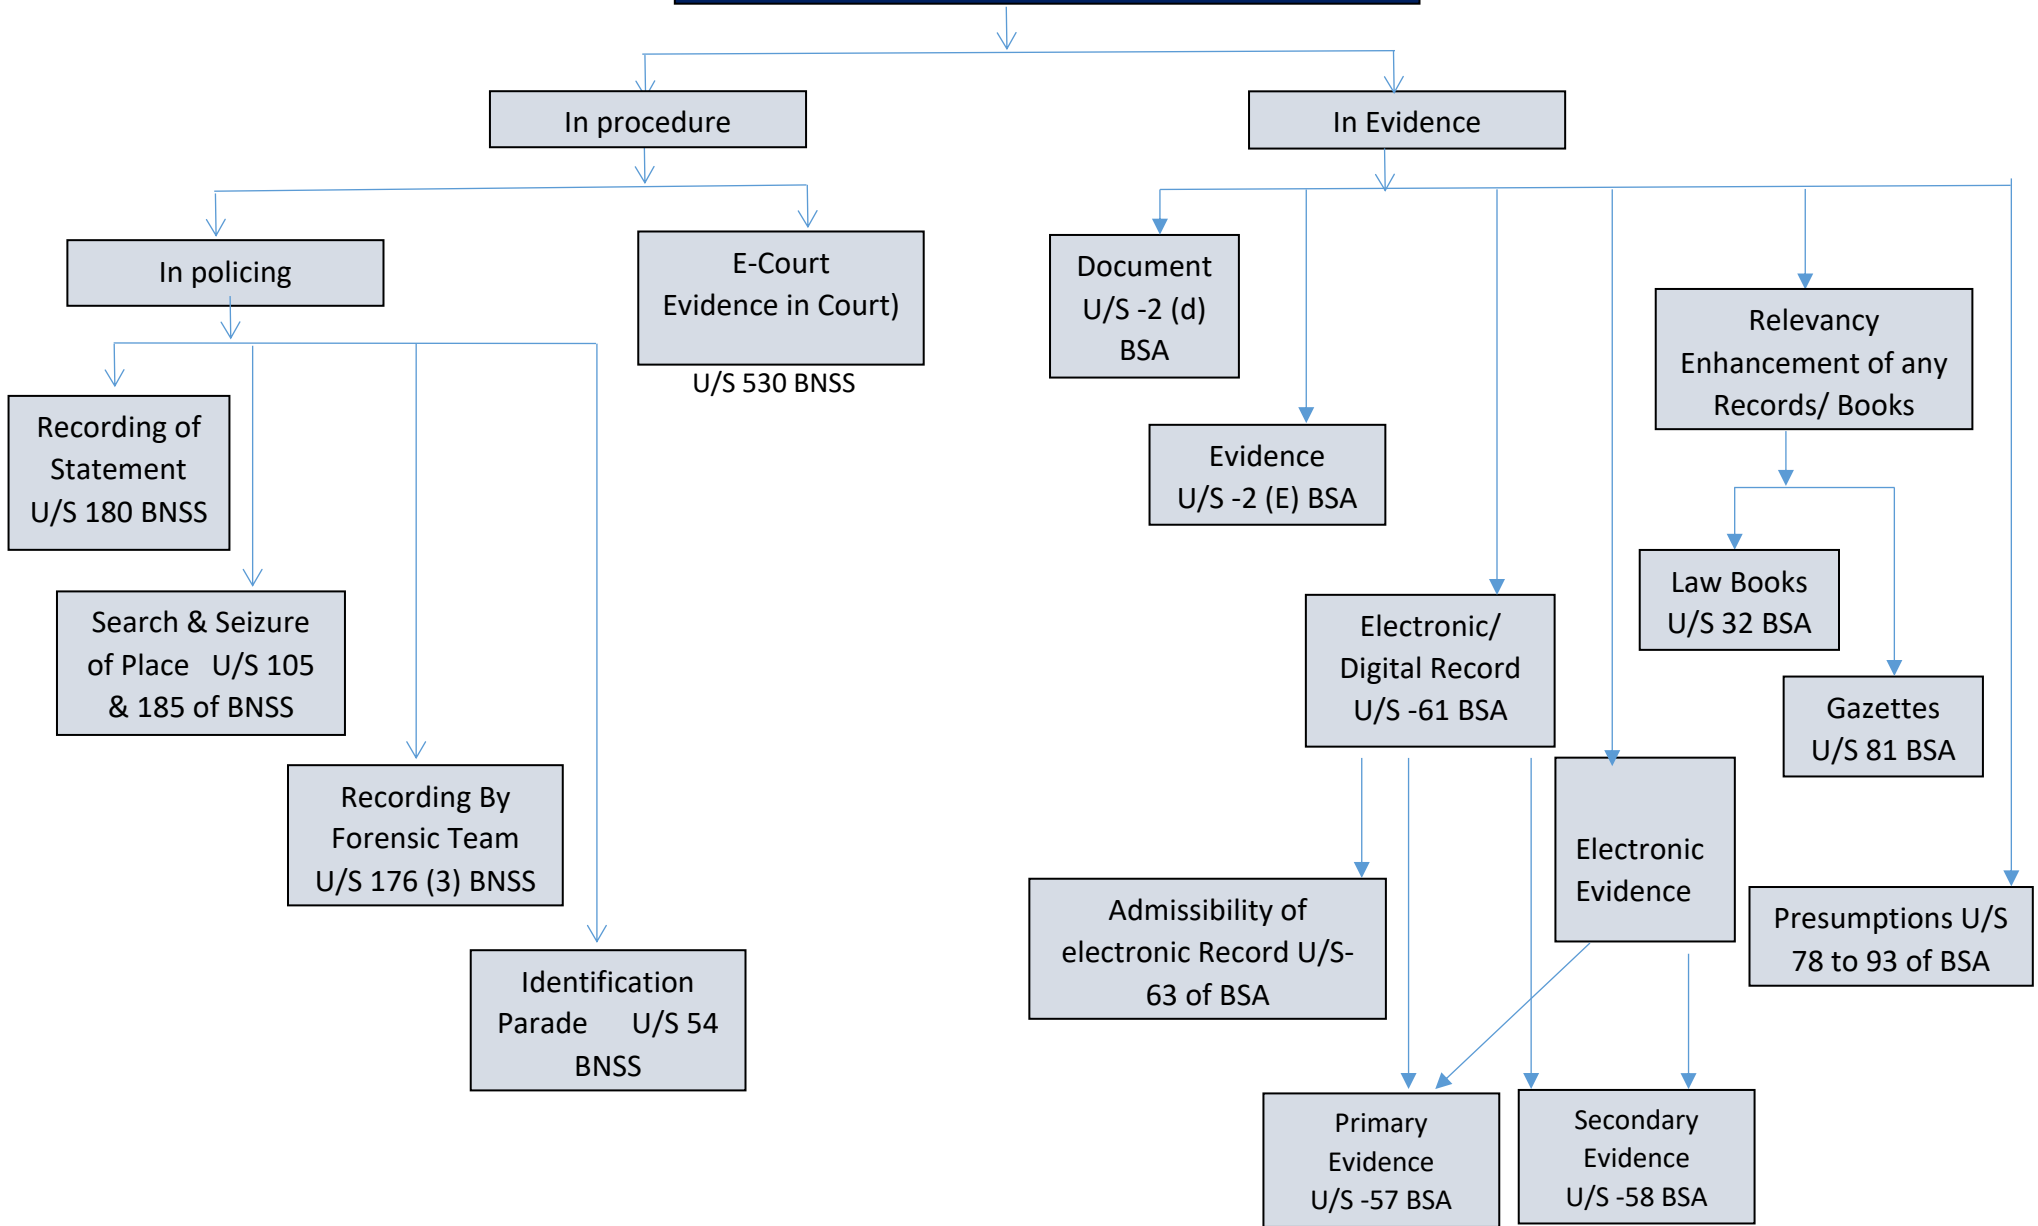 In procedure
In Evidence
In policing
E-Court
Evidence in Court)
U/S 530 BNSS
Document
U/S -2 (d)
BSA
Relevancy
Enhancement of any
Records/ Books
Recording of
Statement
U/S 180 BNSS
Evidence
U/S -2 (E) BSA
Law Books
U/S 32 BSA
Search & Seizure
of Place U/S 105
& 185 of BNSS
Electronic/
Digital Record
U/S -61 BSA
Gazettes
U/S 81 BSA
Recording By
Forensic Team
U/S 176 (3) BNSS
Electronic
Evidence
Admissibility of
electronic Record U/S-
63 of BSA
Presumptions U/S
78 to 93 of BSA
Identification
Parade U/S 54
BNSS
Primary
Evidence
U/S -57 BSA
Secondary
Evidence
U/S -58 BSA